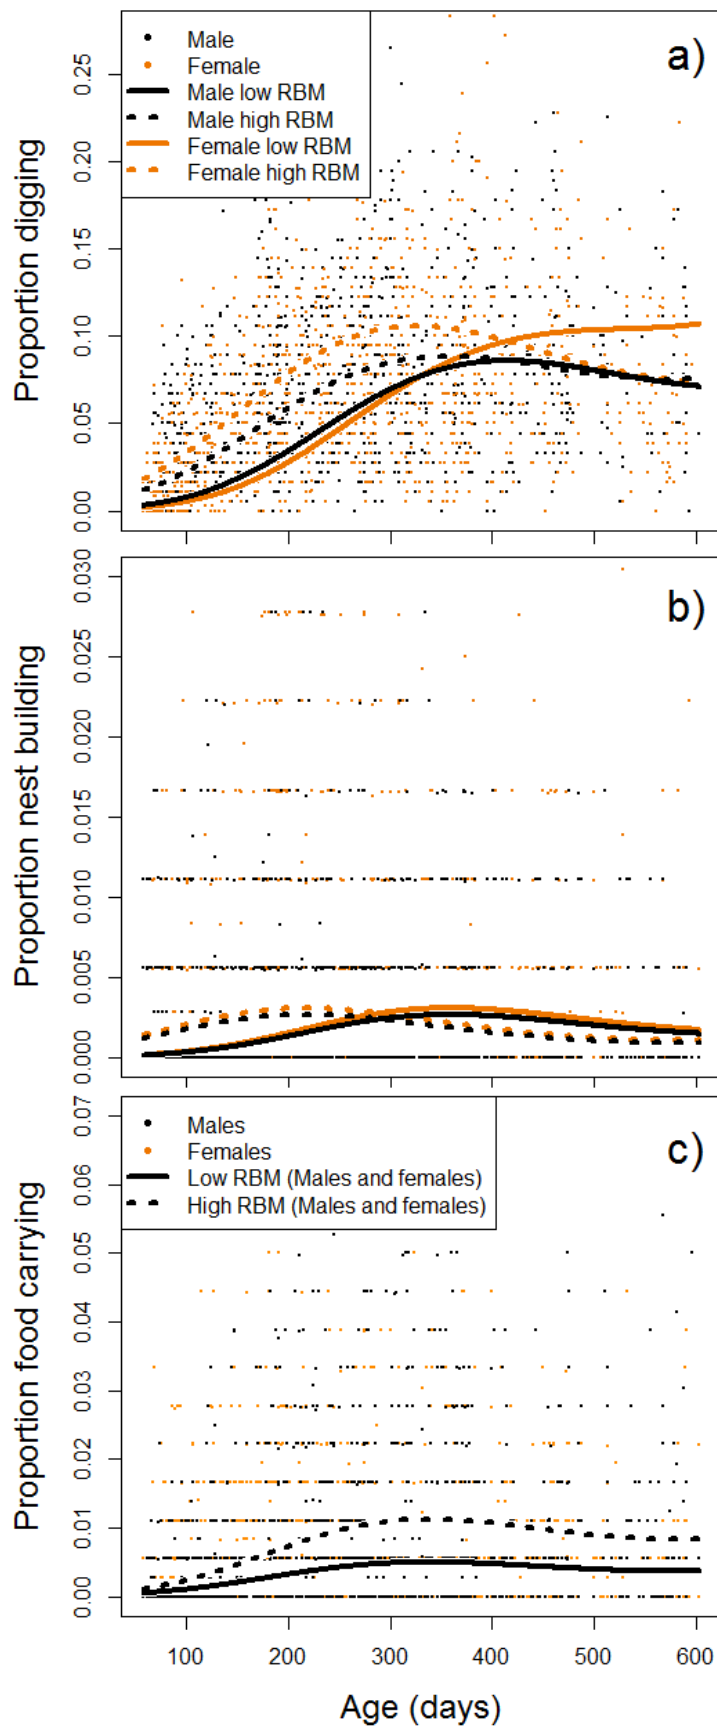 a)
Male
Female
Male low RBM
Male high RBM
Female low RBM
Female high RBM
Proportion digging
0.25
0.20
0.15
0.10
0.05
0.00
b)
Proportion nest building
0.030
0.025
0.020
0.015
0.010
0.005
0.000
c)
Males
Females
Low RBM (Males and females)
High RBM (Males and females)
Proportion food carrying
0.07
0.06
0.05
0.04
0.03
0.02
0.01
0.00
100 200 300 400 500 600
Age (days)